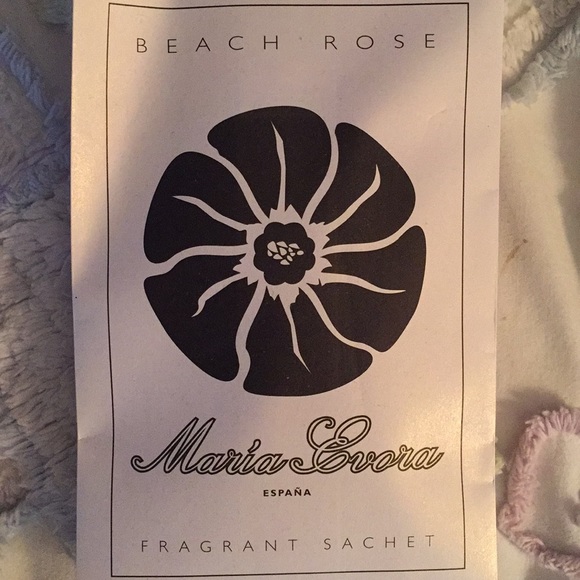 BEACH ROSE
María Evora
ESPAÑA
FRAGRANT SACHET